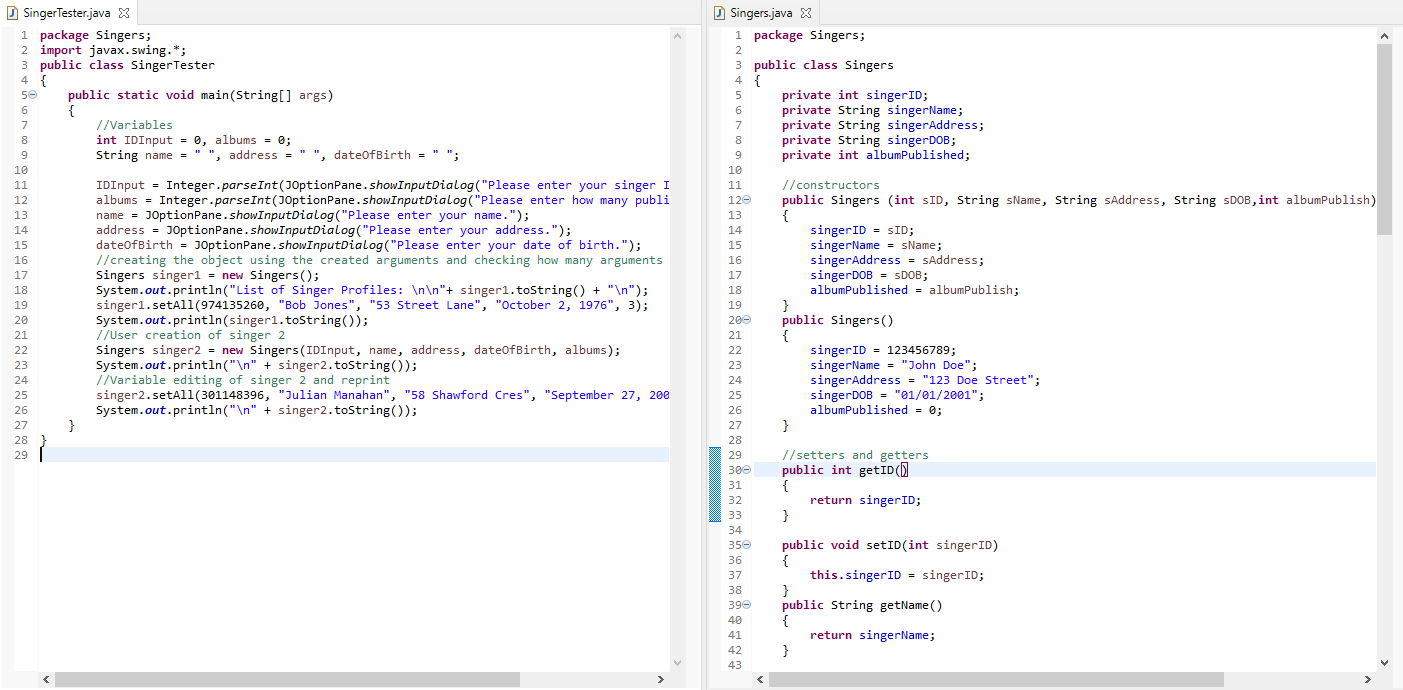 SingerTester.java
1 package Singers;
2 import javax.swing.*;
3 public class SingerTester
4 {
5 public static void main(String[] args)
6 {
7 //Variables
8 int IDInput = 0, albums = 0;
9 String name = " ", address = " ", dateOfBirth = " ";
10
11 IDInput = Integer.parseInt(JOptionPane.showInputDialog("Please enter your singer I
12 albums = Integer.parseInt(JOptionPane.showInputDialog("Please enter how many publi
13 name = JOptionPane.showInputDialog("Please enter your name.");
14 address = JOptionPane.showInputDialog("Please enter your address.");
15 dateOfBirth = JOptionPane.showInputDialog("Please enter your date of birth.");
16 //creating the object using the created arguments and checking how many arguments
17 Singers singer1 = new Singers();
18 System.out.println("List of Singer Profiles: \n\n"+ singer1.toString() + "\n");
19 singer1.setAll(974135260, "Bob Jones", "53 Street Lane", "October 2, 1976", 3);
20 System.out.println(singer1.toString());
21 //User creation of singer 2
22 Singers singer2 = new Singers(IDInput, name, address, dateOfBirth, albums);
23 System.out.println("\n" + singer2.toString());
24 //Variable editing of singer 2 and reprint
25 singer2.setAll(301148396, "Julian Manahan", "58 Shawford Cres", "September 27, 200
26 System.out.println("\n" + singer2.toString());
27 }
28 }
29
Singers.java
1 package Singers;
2
3 public class Singers
4 {
5 private int singerID;
6 private String singerName;
7 private String singerAddress;
8 private String singerDOB;
9 private int albumPublished;
10
11 //constructors
12 public Singers (int sID, String sName, String sAddress, String sDOB,int albumPublish)
13 {
14 singerID = sID;
15 singerName = sName;
16 singerAddress = sAddress;
17 singerDOB = sDOB;
18 albumPublished = albumPublish;
19 }
20 public Singers()
21 {
22 singerID = 123456789;
23 singerName = "John Doe";
24 singerAddress = "123 Doe Street";
25 singerDOB = "01/01/2001";
26 albumPublished = 0;
27 }
28
29 //setters and getters
30 public int getID()
31 {
32 return singerID;
33 }
34
35 public void setID(int singerID)
36 {
37 this.singerID = singerID;
38 }
39 public String getName()
40 {
41 return singerName;
42 }
43